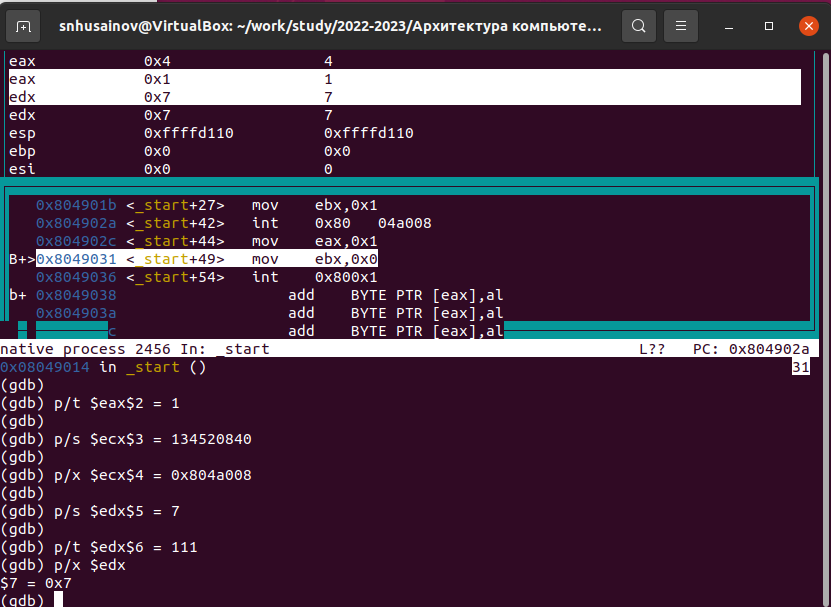 snhusainov@VirtualBox: ~/work/study/2022-2023/Архитектура компьюте...
eax 0x4 4
eax 0x1 1
edx 0x7 7
edx 0x7 7
esp 0xffffd110 0xffffd110
ebp 0x0 0x0
esi 0x0 0
0x804901b <_start+27> mov ebx,0x1
0x804902a <_start+42> int 0x80 04a008
0x804902c <_start+44> mov eax,0x1
B+>0x8049031 <_start+49> mov ebx,0x0
0x8049036 <_start+54> int 0x800x1
b+ 0x8049038 add BYTE PTR [eax],al
0x804903a add BYTE PTR [eax],al
c add BYTE PTR [eax],al
native process 2456 In: _start L?? PC: 0x804902a
0x08049014 in _start () 31
(gdb)
(gdb) p/t $eax$2 = 1
(gdb)
(gdb) p/s $ecx$3 = 134520840
(gdb)
(gdb) p/x $ecx$4 = 0x804a008
(gdb)
(gdb) p/s $edx$5 = 7
(gdb)
(gdb) p/t $edx$6 = 111
(gdb) p/x $edx
$7 = 0x7
(gdb)